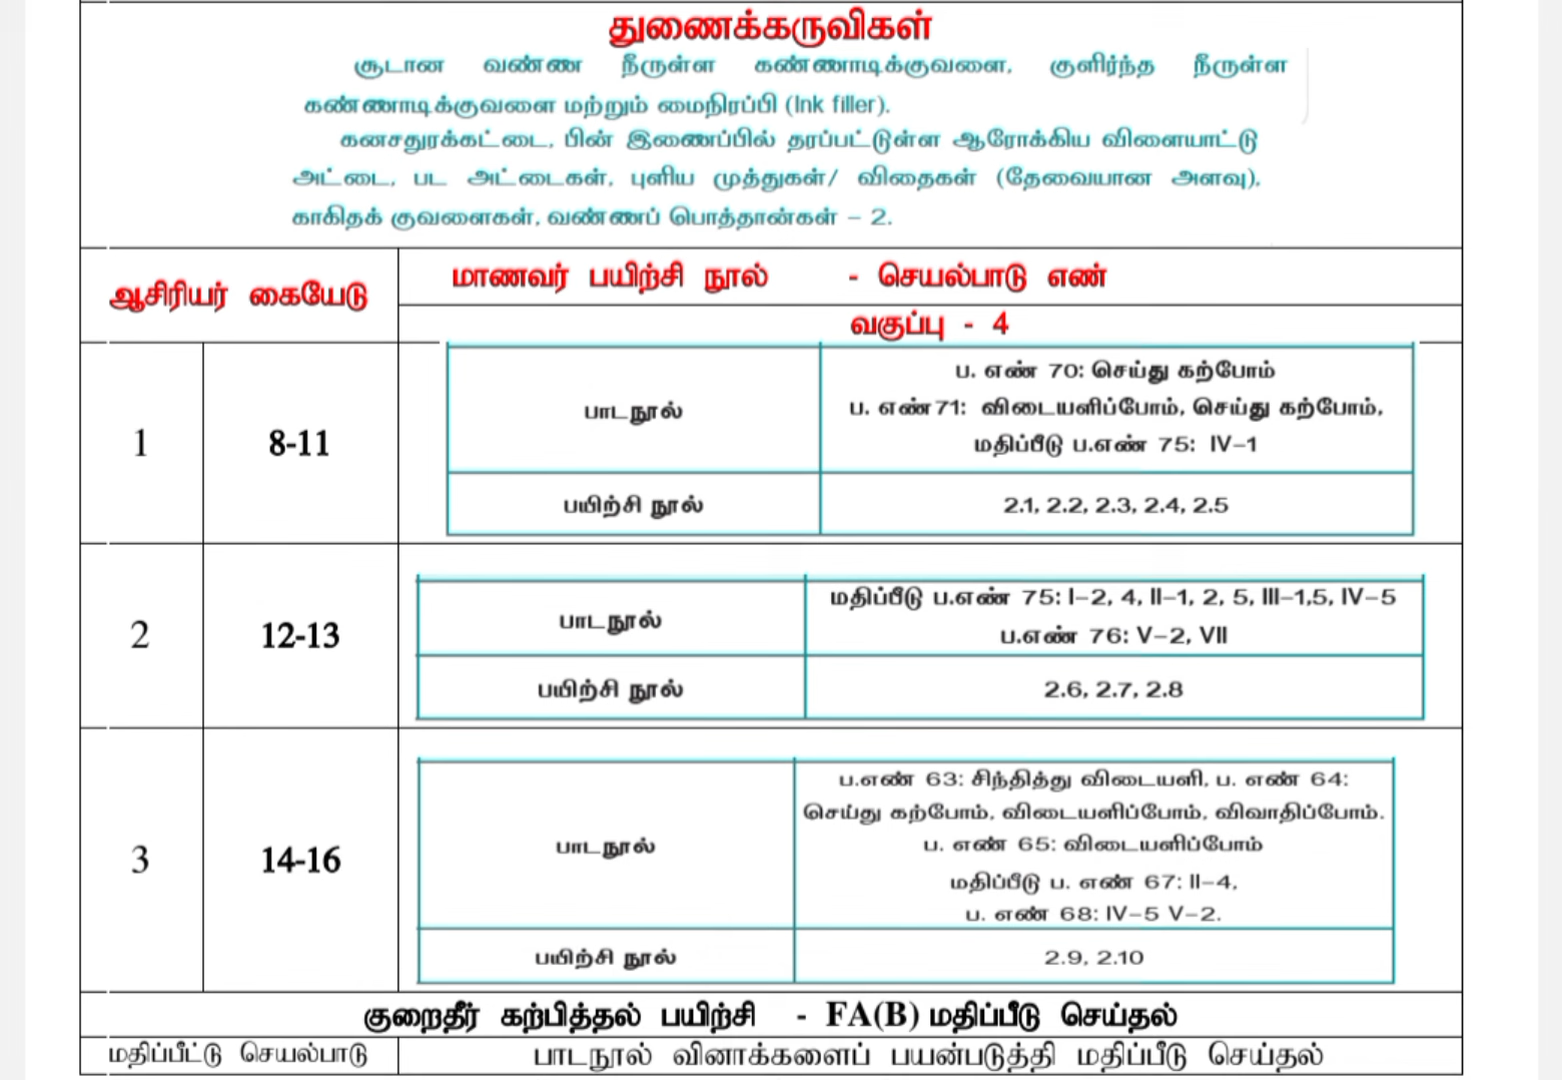 துணைக்கருவிகள்
சூடான வண்ண நீருள்ள கண்ணாடிக்குவளை, குளிர்ந்த நீருள்ள
கண்ணாடிக்குவளை மற்றும் மைநிரப்பி (Ink filler).
கனசதுரக்கட்டை, பின் இணைப்பில் தரப்பட்டுள்ள ஆரோக்கிய விளையாட்டு
அட்டை, பட அட்டைகள், புளிய முத்துகள்/ விதைகள் (தேவையான அளவு),
காகிதக் குவளைகள், வண்ணப் பொத்தான்கள் – 2.
ஆசிரியர் கையேடு
மாணவர் பயிற்சி நூல் - செயல்பாடு எண்
வகுப்பு - 4
1
8-11
பாடநூல்
ப. எண் 70: செய்து கற்போம்
ப. எண் 71: விடையளிப்போம், செய்து கற்போம்,
மதிப்பீடு ப.எண் 75: IV–1
பயிற்சி நூல்
2.1, 2.2, 2.3, 2.4, 2.5
2
12-13
பாடநூல்
மதிப்பீடு ப.எண் 75: I–2, 4, II–1, 2, 5, III–1,5, IV–5
ப.எண் 76: V–2, VII
பயிற்சி நூல்
2.6, 2.7, 2.8
3
14-16
பாடநூல்
ப.எண் 63: சிந்தித்து விடையளி, ப. எண் 64:
செய்து கற்போம், விடையளிப்போம், விவாதிப்போம்.
ப. எண் 65: விடையளிப்போம்
மதிப்பீடு ப. எண் 67: II–4,
ப. எண் 68: IV–5 V–2.
பயிற்சி நூல்
2.9, 2.10
குறைதீர் கற்பித்தல் பயிற்சி - FA(B) மதிப்பீடு செய்தல்
மதிப்பீட்டு செயல்பாடு
பாடநூல் வினாக்களைப் பயன்படுத்தி மதிப்பீடு செய்தல்